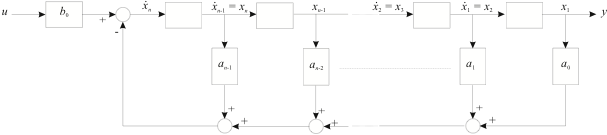 u b₀ + - ẋₙ ẋₙ₋₁ = xₙ xₙ₋₁ ẋ₂ = x₃ ẋ₁ = x₂ x₁ y
aₙ₋₁ aₙ₋₂ a₁ a₀
+ + + +
+ + +